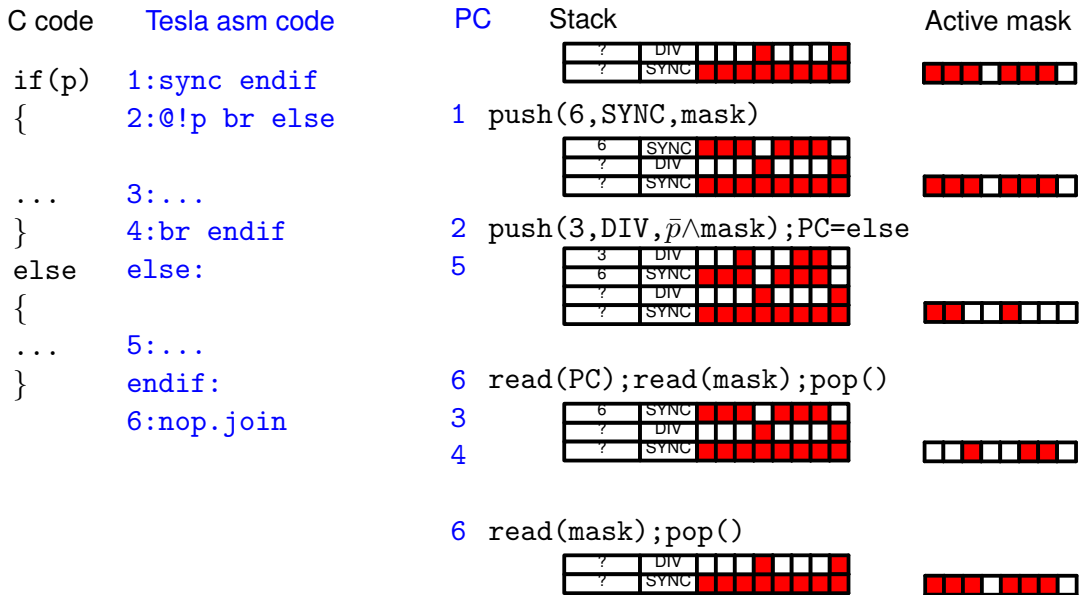 C code Tesla asm code PC Stack Active mask
? DIV
? SYNC
if(p) 1:sync endif
{ 2:@!p br else 1 push(6,SYNC,mask)
6 SYNC
? DIV
? SYNC
... 3:...
} 4:br endif 2 push(3,DIV,p̄∧mask);PC=else
else else: 5
3 DIV
6 SYNC
? DIV
? SYNC
{
... 5:...
} endif: 6 read(PC);read(mask);pop()
6:nop.join 3
4
6 SYNC
? DIV
? SYNC
6 read(mask);pop()
? DIV
? SYNC